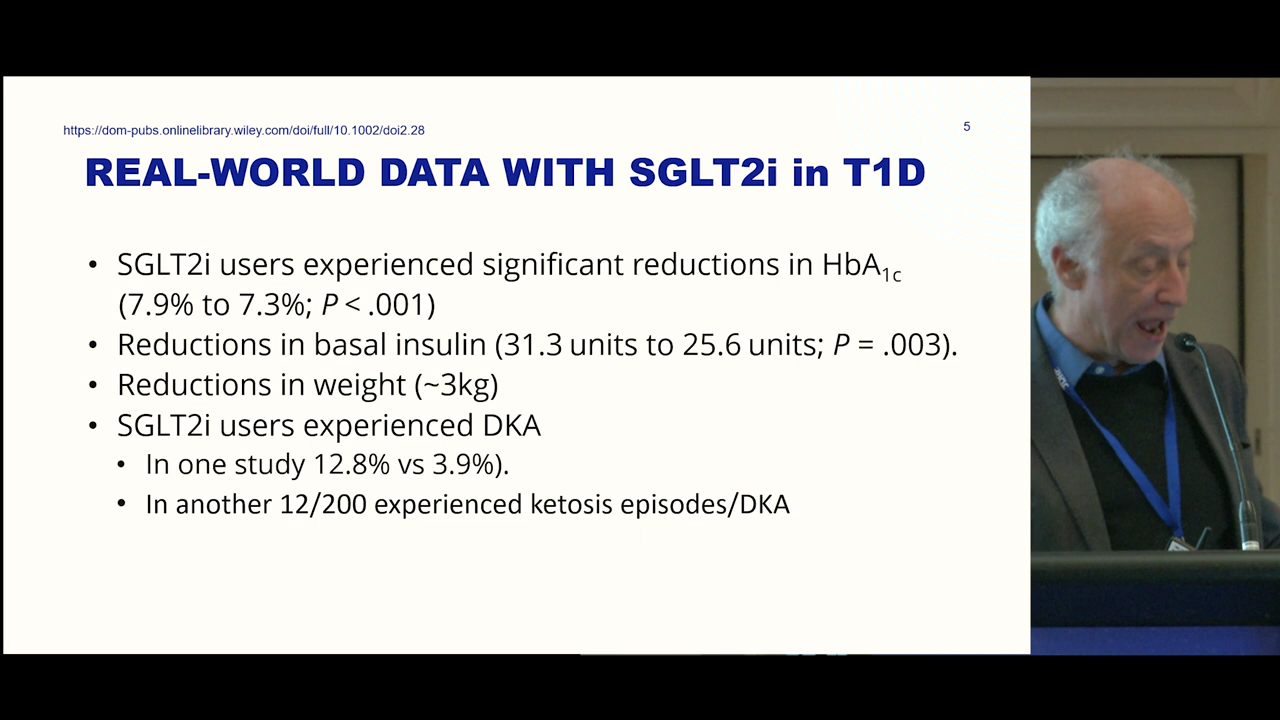 https://dom-pubs.onlinelibrary.wiley.com/doi/full/10.1002/doi2.28
5
REAL-WORLD DATA WITH SGLT2i in T1D
• SGLT2i users experienced significant reductions in HbA1c
(7.9% to 7.3%; P < .001)
• Reductions in basal insulin (31.3 units to 25.6 units; P = .003).
• Reductions in weight (~3kg)
• SGLT2i users experienced DKA
• In one study 12.8% vs 3.9%).
• In another 12/200 experienced ketosis episodes/DKA